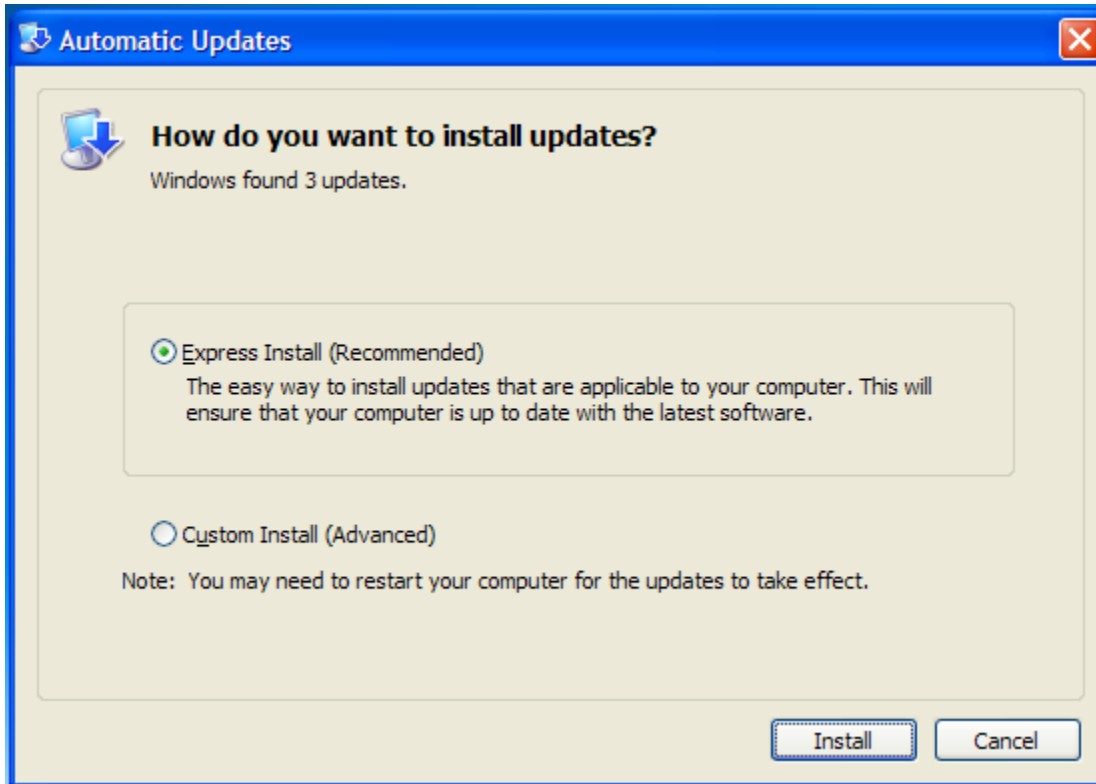 Automatic Updates
How do you want to install updates?
Windows found 3 updates.
Express Install (Recommended)
The easy way to install updates that are applicable to your computer. This will
ensure that your computer is up to date with the latest software.
Custom Install (Advanced)
Note: You may need to restart your computer for the updates to take effect.
Install
Cancel